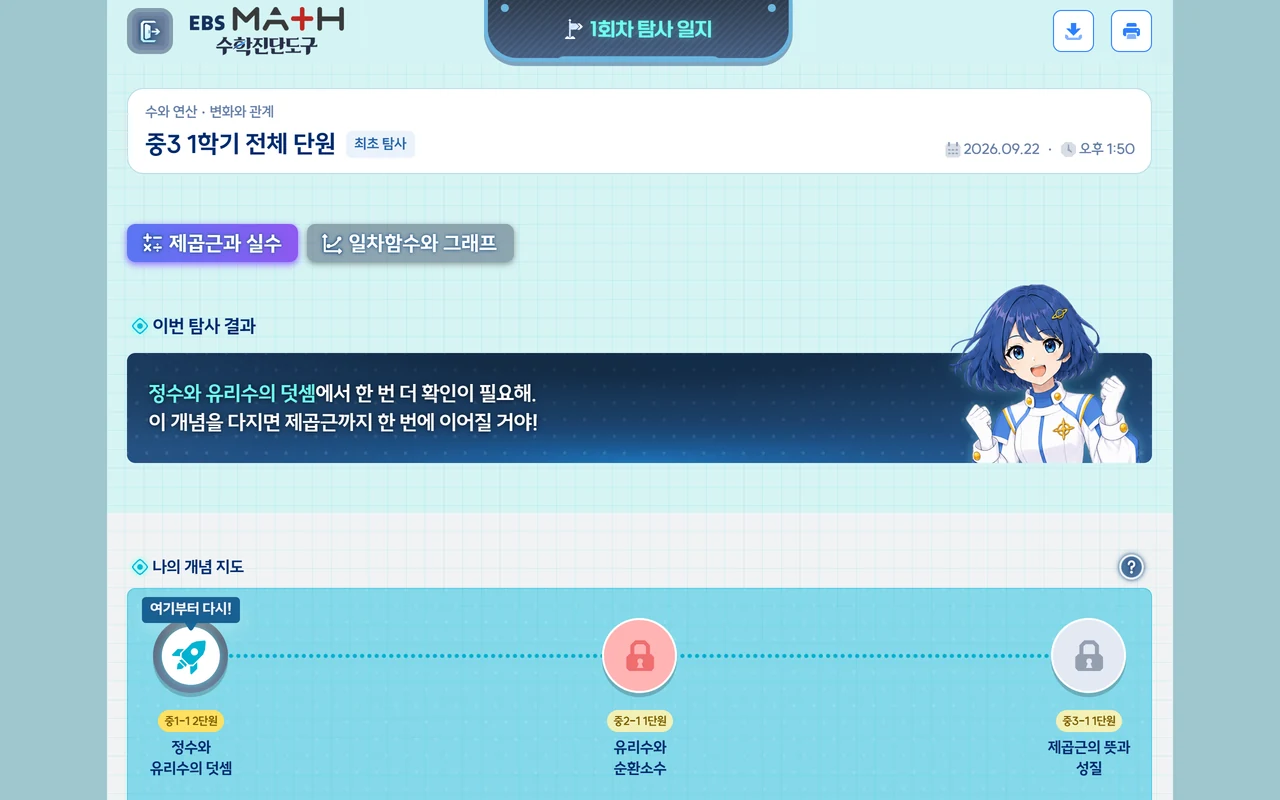 EBS MATH
수학진단도구
1회차 탐사 일지
수와 연산 · 변화와 관계
중3 1학기 전체 단원 최초 탐사
2026.09.22 · 오후 1:50
제곱근과 실수
일차함수와 그래프
이번 탐사 결과
정수와 유리수의 덧셈에서 한 번 더 확인이 필요해.
이 개념을 다지면 제곱근까지 한 번에 이어질 거야!
나의 개념 지도
?
여기부터 다시!
중1-1 2단원
정수와
유리수의 덧셈
중2-1 1단원
유리수와
순환소수
중3-1 1단원
제곱근의 뜻과
성질